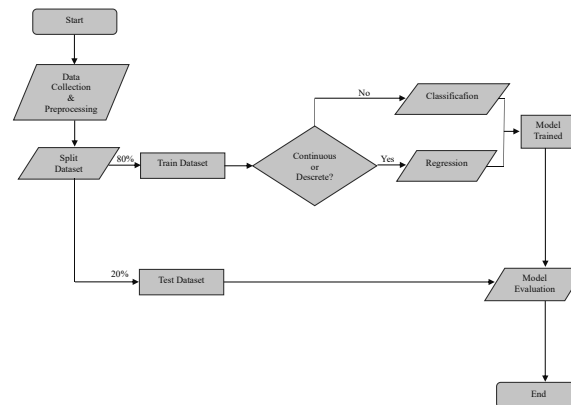 Start
Data
Collection
&
Preprocessing
Split
Dataset
80%
Train Dataset
Continuous
or
Descrete?
No
Classification
Yes
Regression
Model
Trained
20%
Test Dataset
Model
Evaluation
End